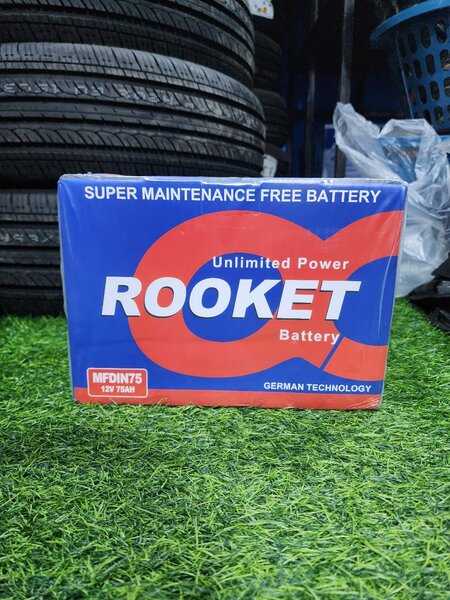 SUPER MAINTENANCE FREE BATTERY
Unlimited Power
ROOKET
Battery
MFDIN75
12V 75AH
GERMAN TECHNOLOGY